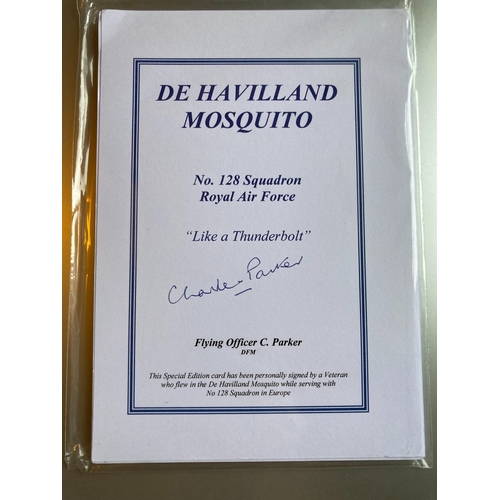 DE HAVILLAND
MOSQUITO
No. 128 Squadron
Royal Air Force
“Like a Thunderbolt”
Charles Parker
Flying Officer C. Parker
DFM
This Special Edition card has been personally signed by a Veteran
who flew in the De Havilland Mosquito while serving with
No 128 Squadron in Europe